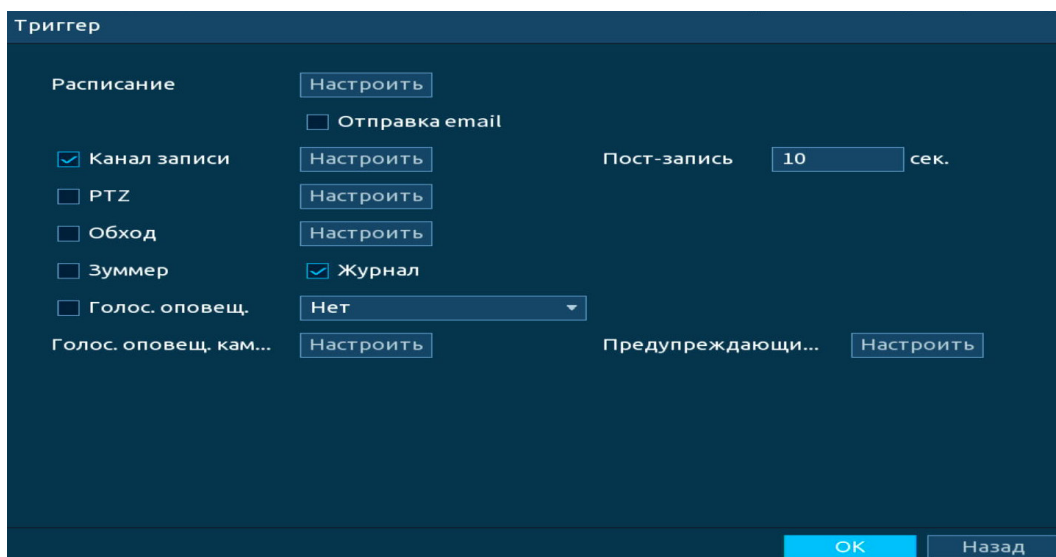 Триггер
Расписание Настроить
Отправка email
Канал записи Настроить Пост-запись 10 сек.
PTZ Настроить
Обход Настроить
Зуммер Журнал
Голос. оповещ. Нет
Голос. оповещ. кам... Настроить Предупреждающи... Настроить
OK Назад